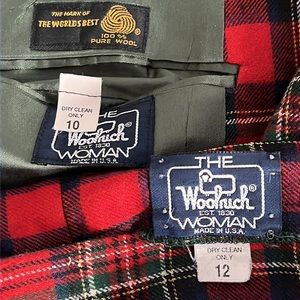 THE MARK OF
THE WORLDS BEST
100%
PURE WOOL
DRY CLEAN
ONLY
10
THE
Woolrich
EST. 1830
WOMAN
MADE IN U.S.A.
THE
Woolrich®
EST. 1830
WOMAN
MADE IN U.S.A.
DRY CLEAN
ONLY
12